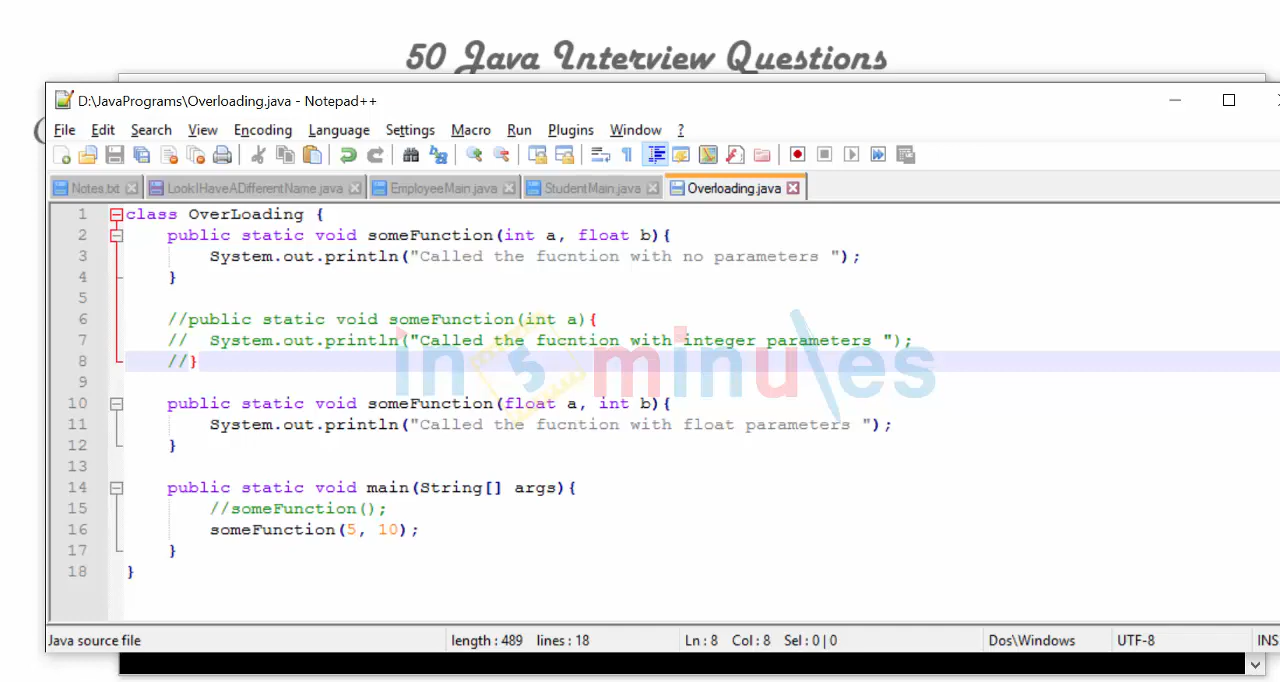 50 Java Interview Questions
D:\JavaPrograms\Overloading.java - Notepad++
File Edit Search View Encoding Language Settings Macro Run Plugins Window ?
Notes.txt LookIHaveADifferentName.java EmployeeMain.java StudentMain.java Overloading.java
1 class OverLoading {
2 public static void someFunction(int a, float b){
3 System.out.println("Called the fucntion with no parameters ");
4 }
5
6 //public static void someFunction(int a){
7 // System.out.println("Called the fucntion with integer parameters ");
8 //}
9
10 public static void someFunction(float a, int b){
11 System.out.println("Called the fucntion with float parameters ");
12 }
13
14 public static void main(String[] args){
15 //someFunction();
16 someFunction(5, 10);
17 }
18 }
in 5 minutes
Java source file length : 489 lines : 18 Ln : 8 Col : 8 Sel : 0 | 0 Dos\Windows UTF-8 INS